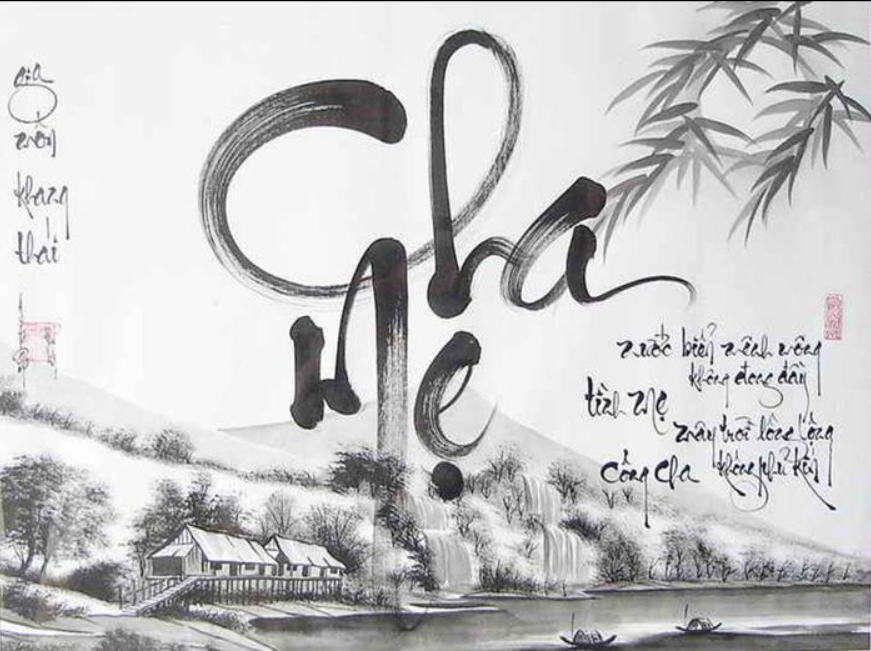 gia
môn
khang
thái
Cha
Mẹ
nước biển mênh mông
không đong đầy
tình Mẹ
mây trời lồng lộng
Công Cha không phủ kín